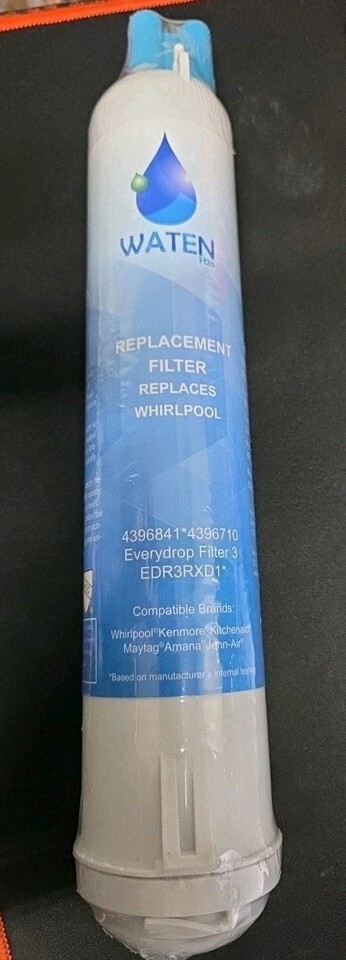 WATEN
H2o
REPLACEMENT
FILTER
REPLACES
WHIRLPOOL
4396841*4396710
Everydrop Filter 3
EDR3RXD1*
Compatible Brands:
Whirlpool®Kenmore®Kitchenaid®
Maytag®Amana®Jenn-Air®
*Based on manufacturer's internal testing